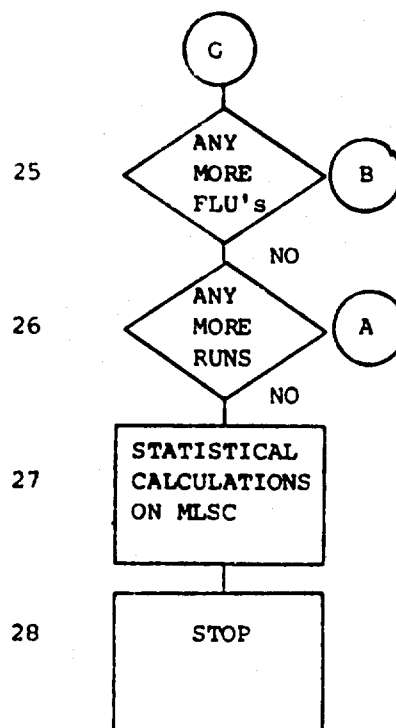 G
25
ANY
MORE
FLU's
B
NO
26
ANY
MORE
RUNS
A
NO
27
STATISTICAL
CALCULATIONS
ON MLSC
28
STOP